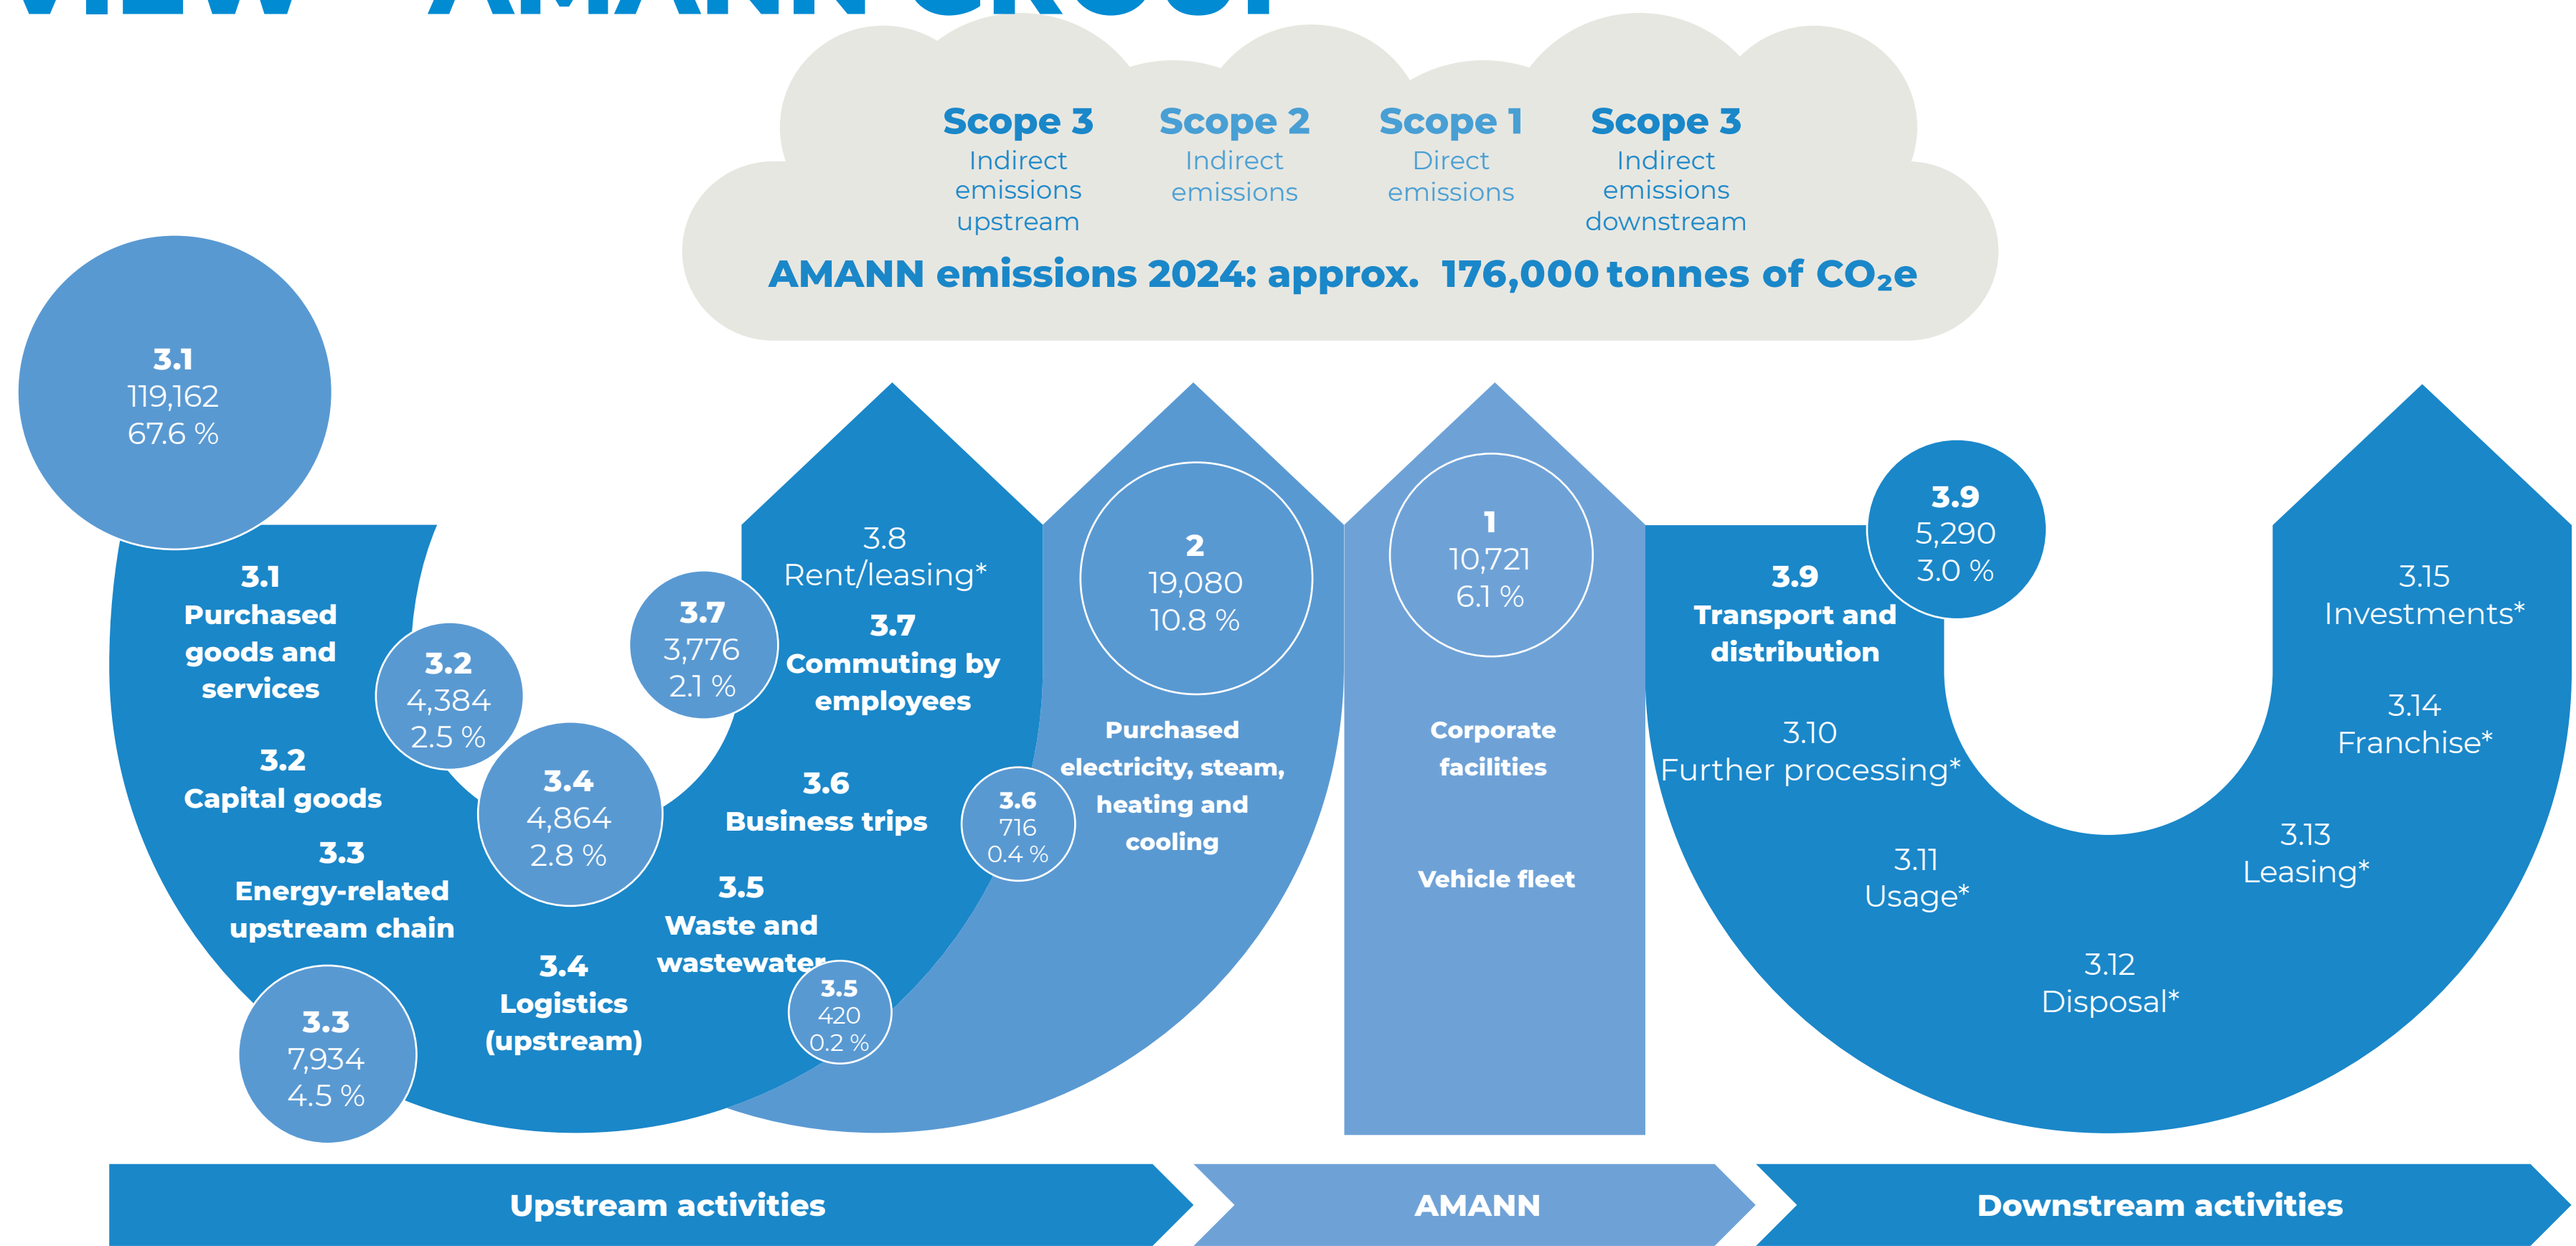 Scope 3
Indirect
emissions
upstream
Scope 2
Indirect
emissions
Scope 1
Direct
emissions
Scope 3
Indirect
emissions
downstream
AMANN emissions 2024: approx. 176,000 tonnes of CO₂e
3.1
119,162
67.6 %
3.1
Purchased
goods and
services
3.2
4,384
2.5 %
3.2
Capital goods
3.3
Energy-related
upstream chain
3.3
7,934
4.5 %
3.4
4,864
2.8 %
3.4
Logistics
(upstream)
3.5
Waste and
wastewater
3.5
420
0.2 %
3.6
Business trips
3.6
716
0.4 %
3.7
3,776
2.1 %
3.7
Commuting by
employees
3.8
Rent/leasing*
2
19,080
10.8 %
Purchased
electricity, steam,
heating and
cooling
1
10,721
6.1 %
Corporate
facilities
Vehicle fleet
3.9
5,290
3.0 %
3.9
Transport and
distribution
3.10
Further processing*
3.11
Usage*
3.12
Disposal*
3.13
Leasing*
3.14
Franchise*
3.15
Investments*
Upstream activities
AMANN
Downstream activities